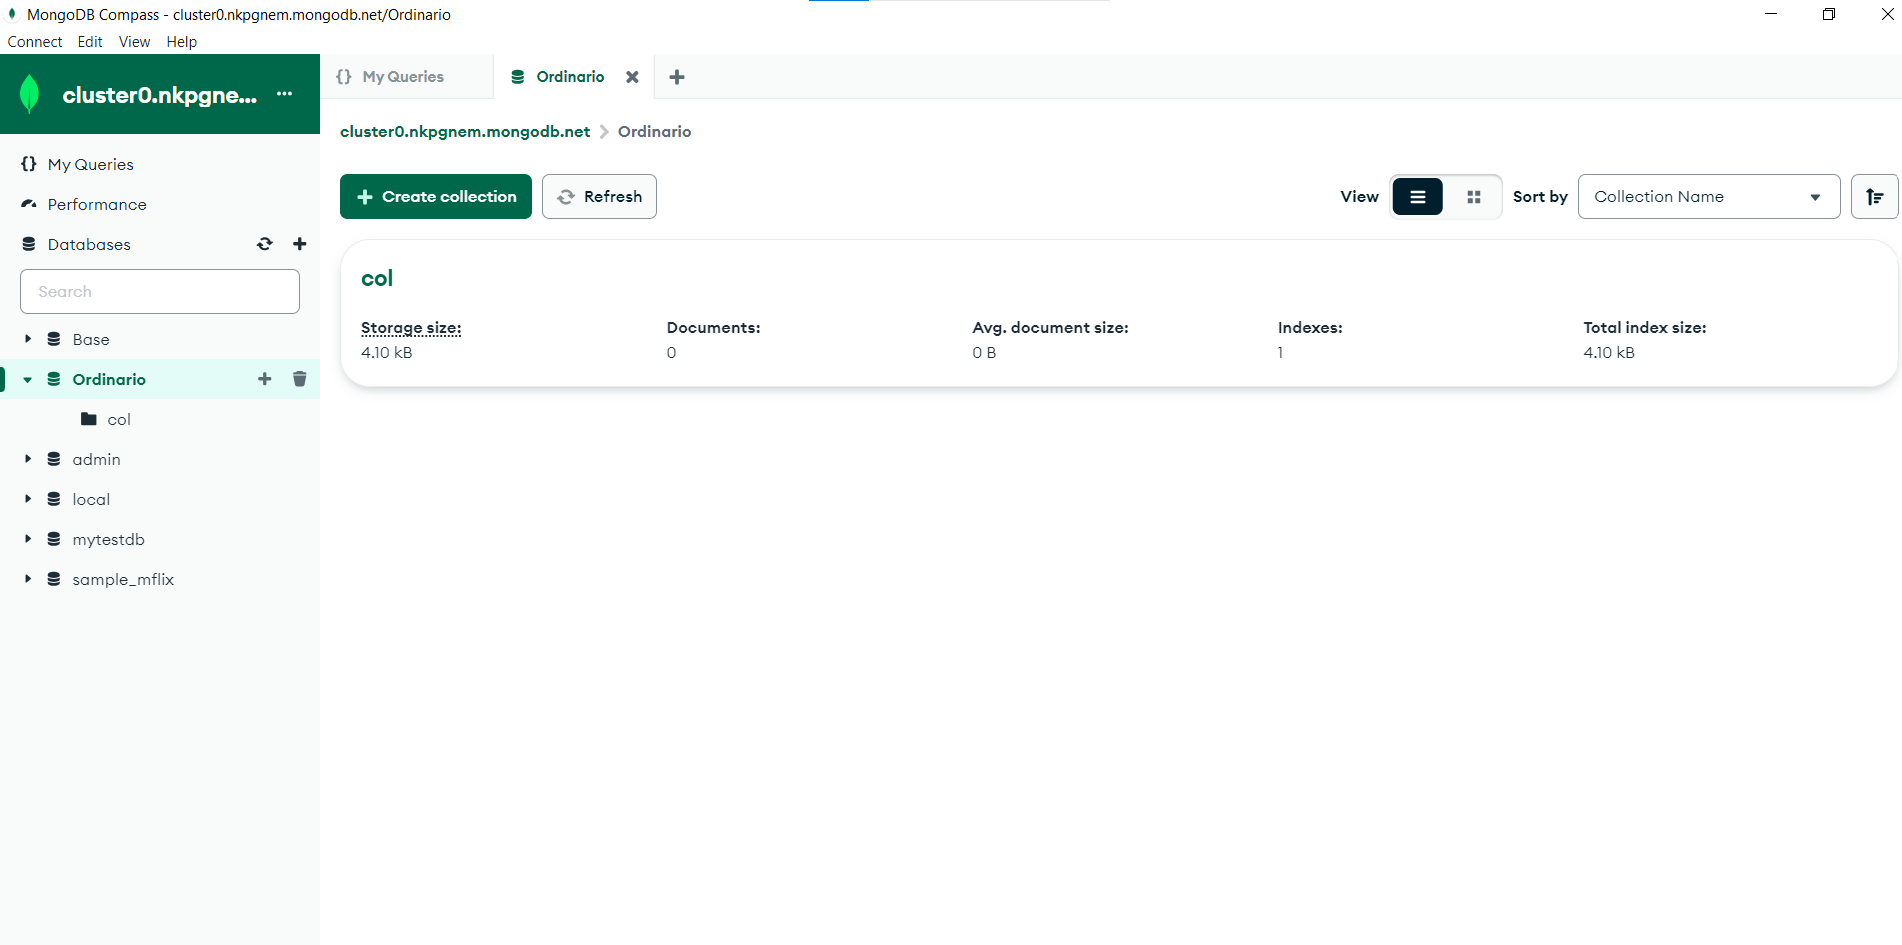 MongoDB Compass - cluster0.nkpgnem.mongodb.net/Ordinario
Connect Edit View Help
cluster0.nkpgne... ...
{} My Queries
Ordinario
cluster0.nkpgnem.mongodb.net > Ordinario
{} My Queries
Performance
Databases
Search
Base
Ordinario
col
admin
local
mytestdb
sample_mflix
+ Create collection
Refresh
View
Sort by
Collection Name
col
Storage size: Documents: Avg. document size: Indexes: Total index size:
4.10 kB 0 0 B 1 4.10 kB